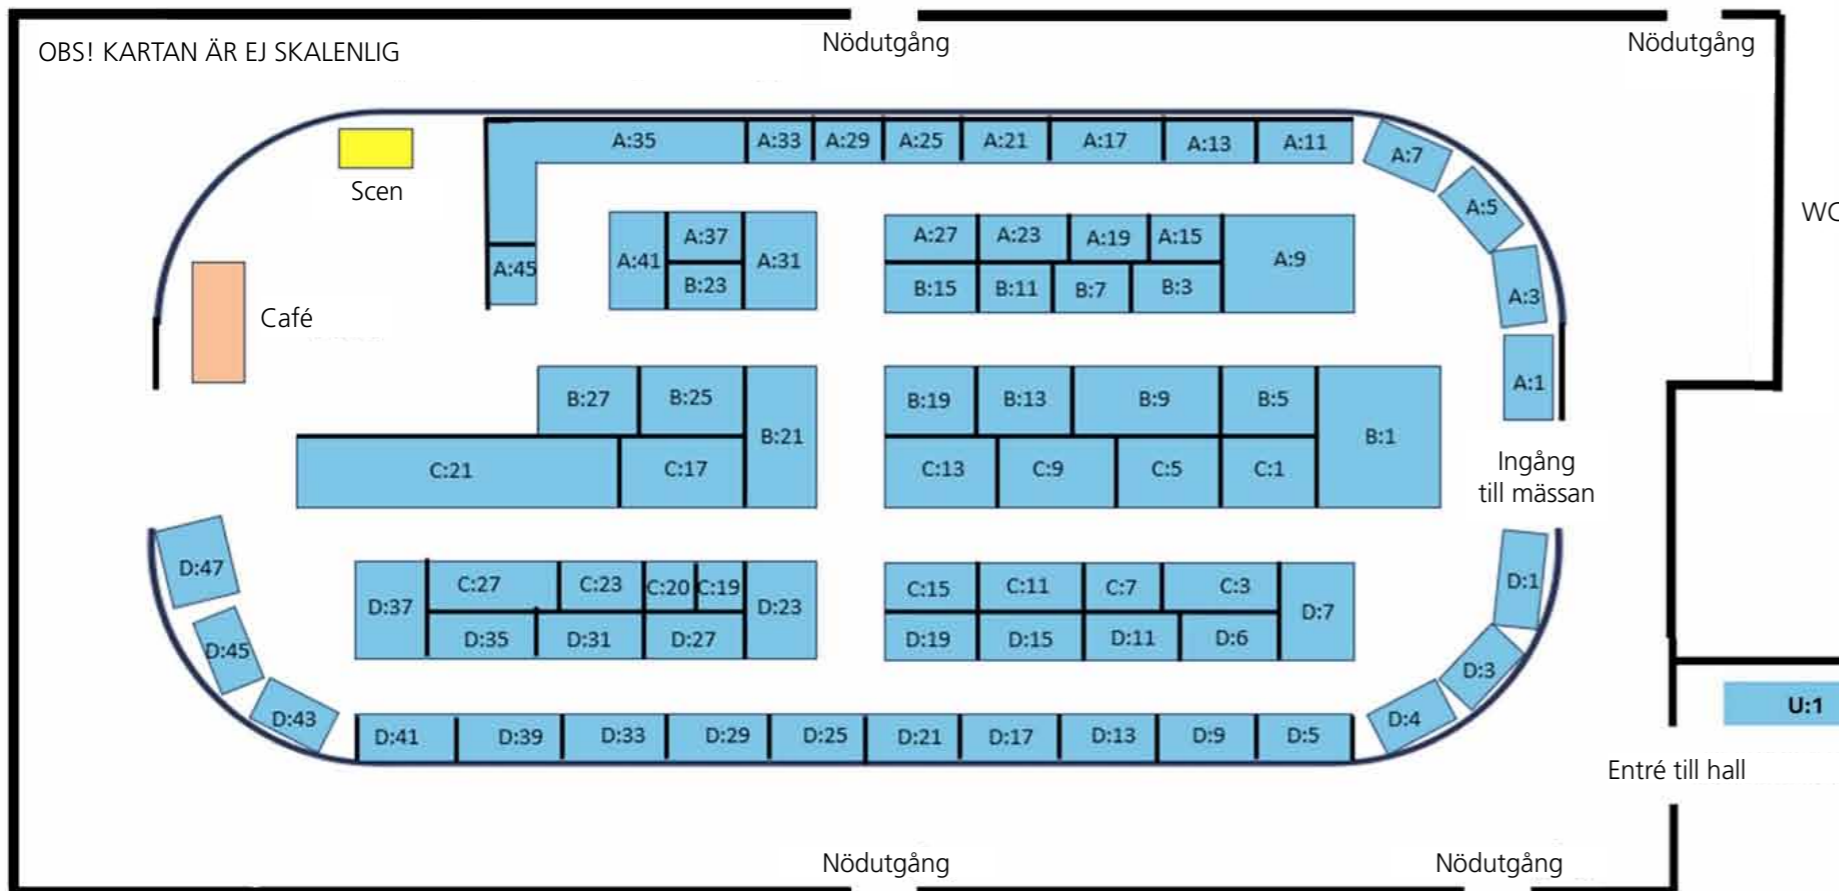 OBS! KARTAN ÄR EJ SKALENLIG
Nödutgång
Nödutgång
Scen
A:35
A:33
A:29
A:25
A:21
A:17
A:13
A:11
A:7
A:5
WC
A:41
A:37
A:31
A:27
A:23
A:19
A:15
A:9
A:45
B:23
B:15
B:11
B:7
B:3
A:3
Café
A:1
B:27
B:25
B:21
B:19
B:13
B:9
B:5
B:1
C:21
C:17
C:13
C:9
C:5
C:1
Ingång
till mässan
D:47
D:37
C:27
C:23
C:20
C:19
D:23
C:15
C:11
C:7
C:3
D:7
D:1
D:45
D:35
D:31
D:27
D:19
D:15
D:11
D:6
D:3
D:43
D:41
D:39
D:33
D:29
D:25
D:21
D:17
D:13
D:9
D:5
D:4
U:1
Entré till hall
Nödutgång
Nödutgång